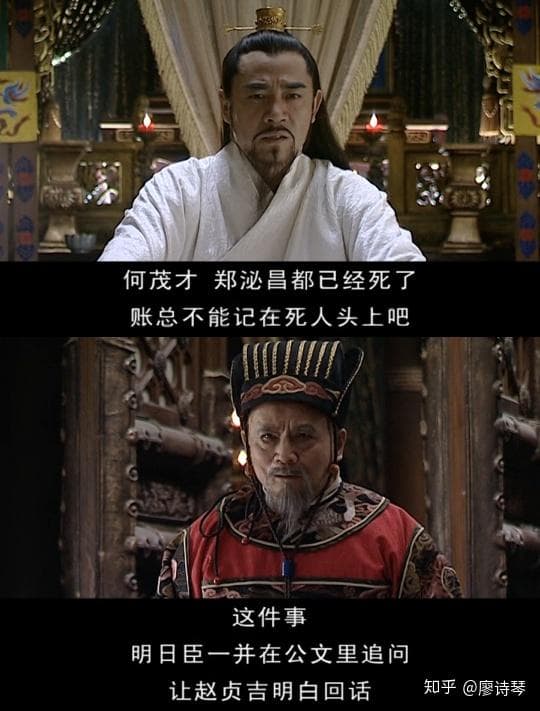 何茂才 郑泌昌都已经死了
账总不能记在死人头上吧
这件事
明日臣一并在公文里追问
让赵贞吉明白回话
知乎 @廖诗琴